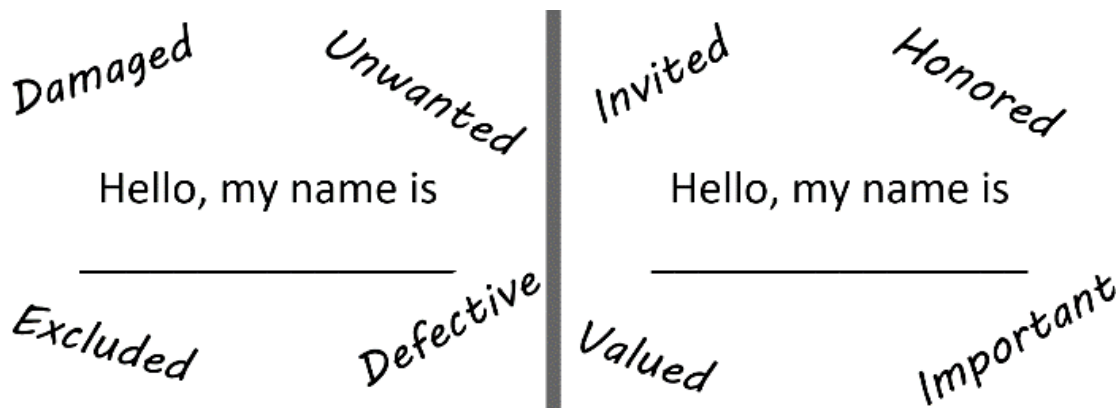 Damaged
Unwanted
Hello, my name is
Excluded
Defective
Invited
Honored
Hello, my name is
Valued
Important